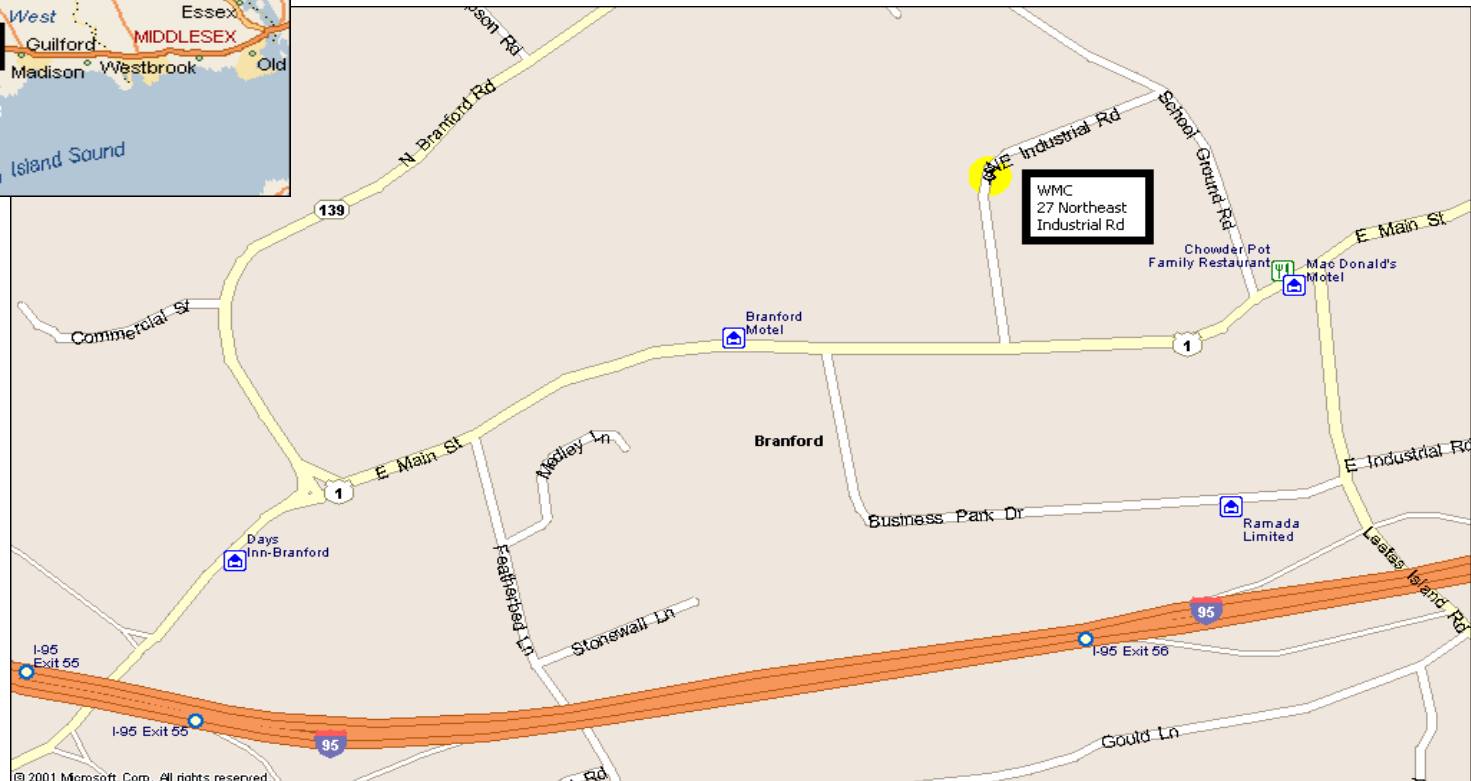 West
Essex
Guilford
MIDDLESEX
Madison
Westbrook
Old
Island Sound
pson Rd
N Branford Rd
139
NE Industrial Rd
School Ground Rd
WMC
27 Northeast
Industrial Rd
E Main St
Chowder Pot
Family Restaurant
Mac Donald's
Motel
Commercial St
Branford
Motel
1
Branford
E Main St
Medley Ln
1
E Industrial Rd
Business Park Dr
Ramada
Limited
Days
Inn-Branford
Featherbed Ln
Leetes Island Rd
95
Stonewall Ln
I-95
Exit 55
I-95 Exit 56
I-95 Exit 55
95
Gould Ln
Rd
© 2001 Microsoft Corp. All rights reserved